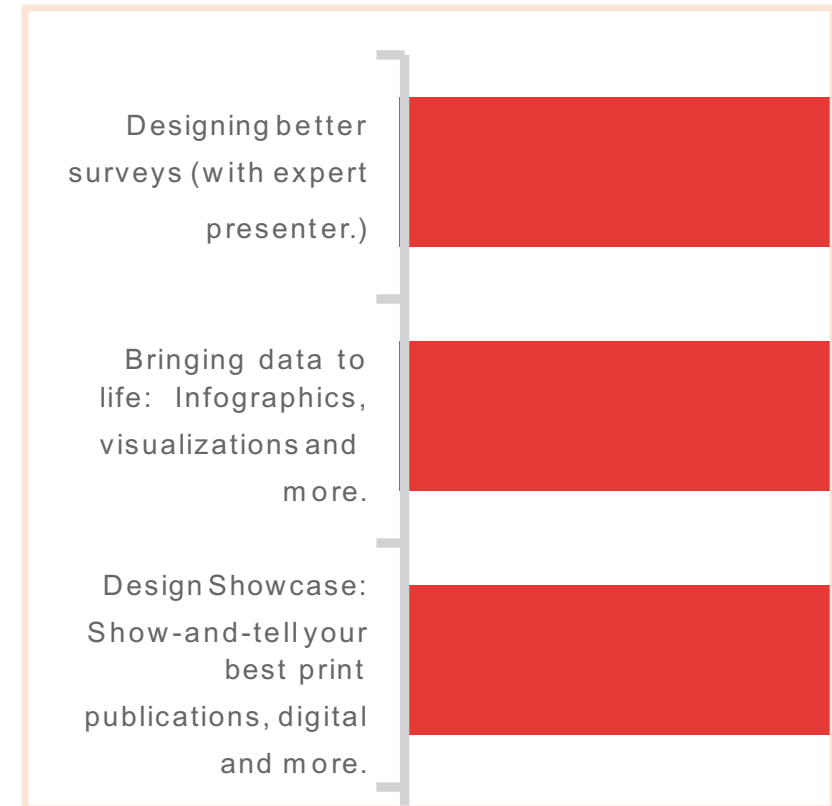 Designing better
surveys (with expert
presenter.)
Bringing data to
life: Infographics,
visualizations and
more.
Design Showcase:
Show-and-tell your
best print
publications, digital
and more.